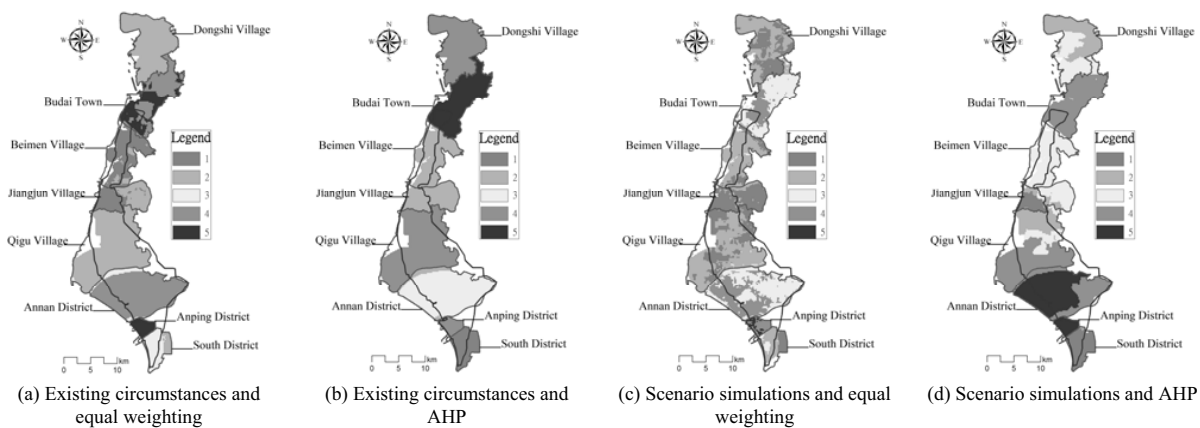 N
W E
S
Dongshi Village
Budai Town
Beimen Village
Jiangjun Village
Qigu Village
Annan District
Anping District
South District
Legend
1
2
3
4
5
0 5 10 km
(a) Existing circumstances and
equal weighting
N
W E
S
Dongshi Village
Budai Town
Beimen Village
Jiangjun Village
Qigu Village
Annan District
Anping District
South District
Legend
1
2
3
4
5
0 5 10 km
(b) Existing circumstances and
AHP
N
W E
S
Dongshi Village
Budai Town
Beimen Village
Jiangjun Village
Qigu Village
Annan District
Anping District
South District
Legend
1
2
3
4
5
0 5 10 km
(c) Scenario simulations and equal
weighting
N
W E
S
Dongshi Village
Budai Town
Beimen Village
Jiangjun Village
Qigu Village
Annan District
Anping District
South District
Legend
1
2
3
4
5
0 5 10 km
(d) Scenario simulations and AHP